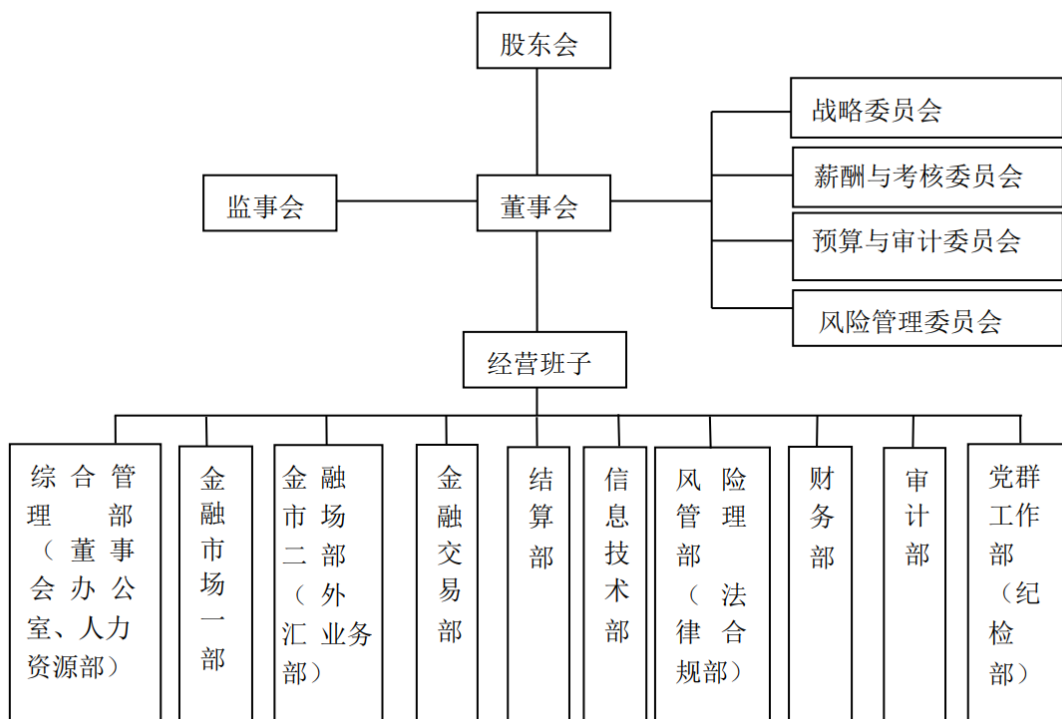 股东会
战略委员会
薪酬与考核委员会
监事会
董事会
预算与审计委员会
风险管理委员会
经营班子
综合管
理部
（董事
会办公
室、人力
资源部）
金融市场一部
金融
市场
二部
（外
汇业务
部）
金融交易部
结算部
信息技术部
风险
管理
部
（法
律合
规部）
财务部
审计部
党群
工作
部
（纪
检
部）